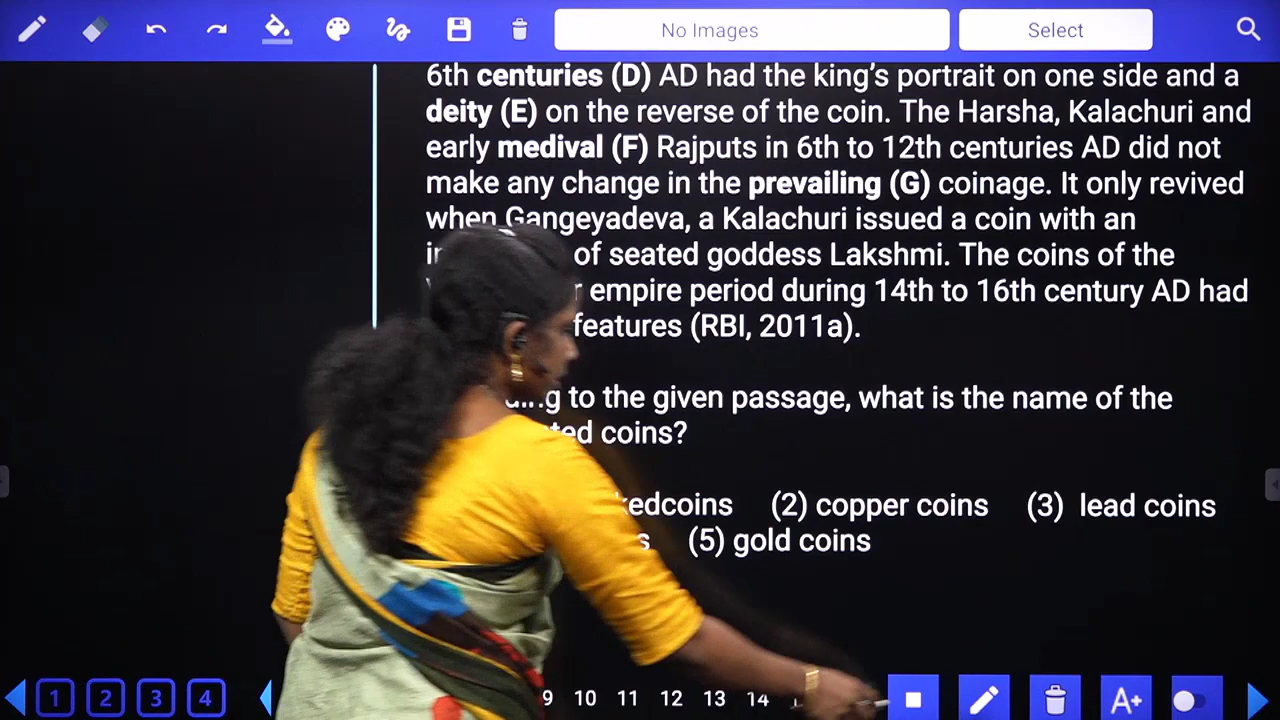 No Images
Select
6th centuries (D) AD had the king’s portrait on one side and a
deity (E) on the reverse of the coin. The Harsha, Kalachuri and
early medival (F) Rajputs in 6th to 12th centuries AD did not
make any change in the prevailing (G) coinage. It only revived
when Gangeyadeva, a Kalachuri issued a coin with an
of seated goddess Lakshmi. The coins of the
empire period during 14th to 16th century AD had
features (RBI, 2011a).
to the given passage, what is the name of the
coins?
(2) copper coins (3) lead coins
(5) gold coins
1 2 3 4 9 10 11 12 13 14 A+